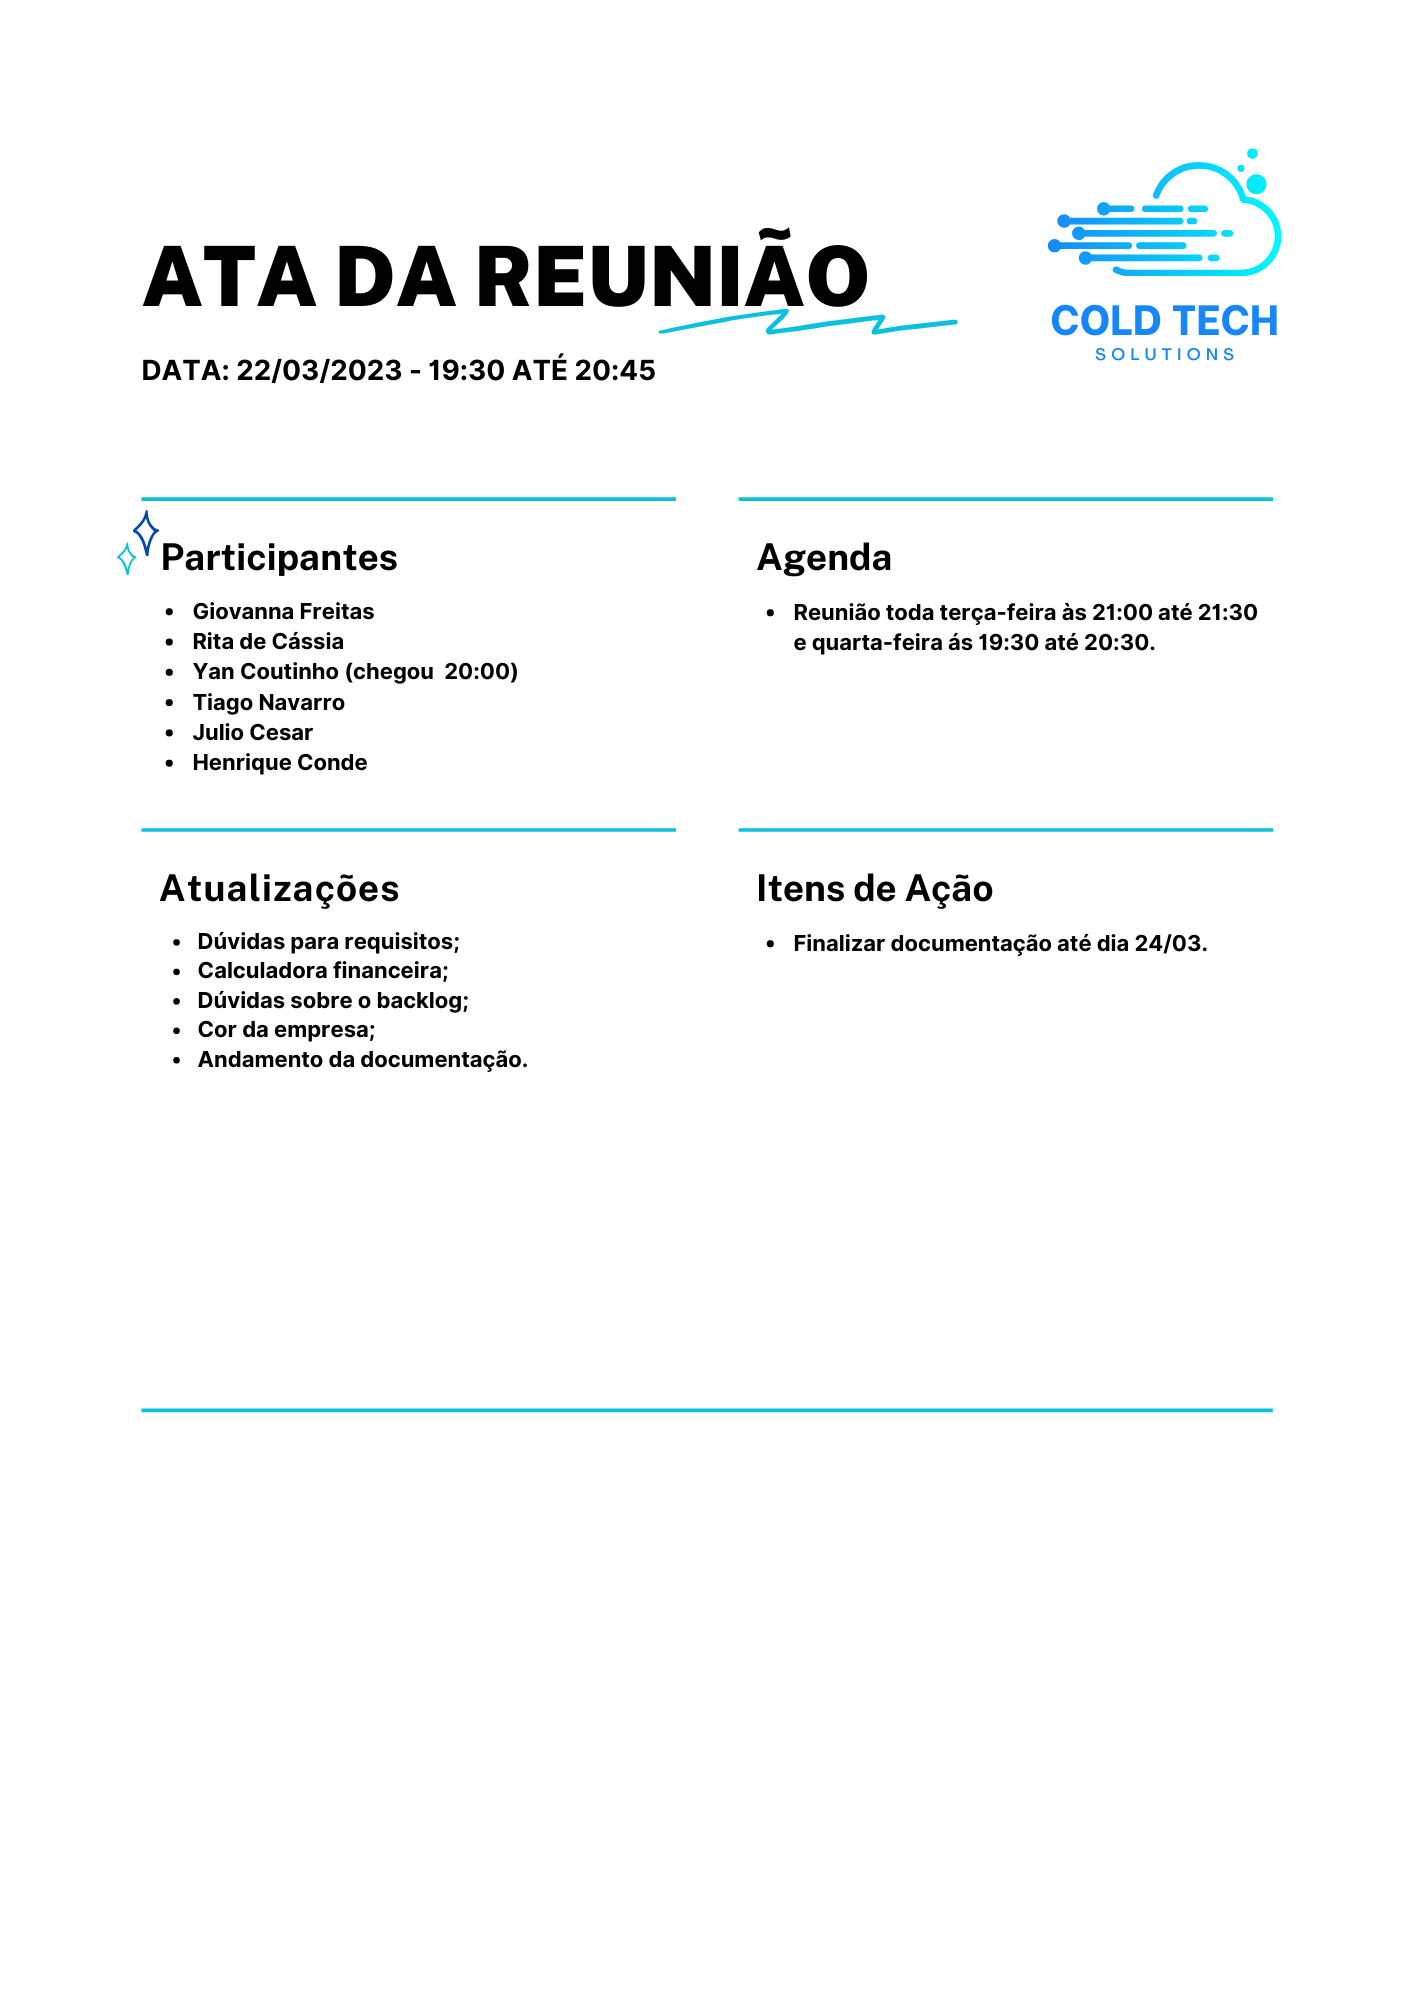 ATA DA REUNIÃO
COLD TECH
SOLUTIONS
DATA: 22/03/2023 - 19:30 ATÉ 20:45
Participantes
• Giovanna Freitas
• Rita de Cássia
• Yan Coutinho (chegou  20:00)
• Tiago Navarro
• Julio Cesar
• Henrique Conde
Agenda
• Reunião toda terça-feira às 21:00 até 21:30
e quarta-feira ás 19:30 até 20:30.
Atualizações
• Dúvidas para requisitos;
• Calculadora financeira;
• Dúvidas sobre o backlog;
• Cor da empresa;
• Andamento da documentação.
Itens de Ação
• Finalizar documentação até dia 24/03.